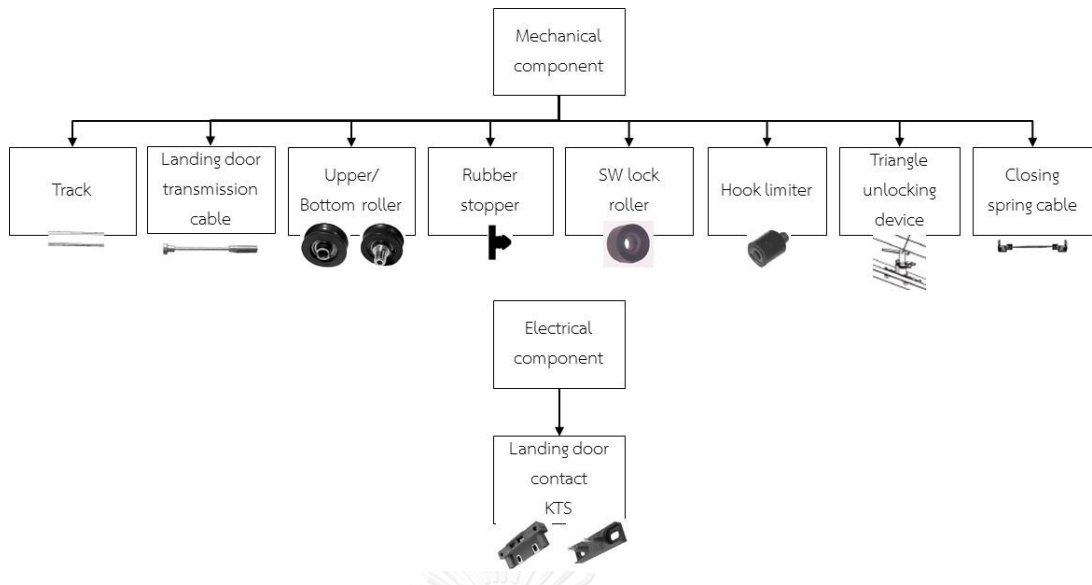 Mechanical
component
Track
Landing door
transmission
cable
Upper/
Bottom roller
Rubber
stopper
SW lock
roller
Hook limiter
Triangle
unlocking
device
Closing
spring cable
Electrical
component
Landing door
contact
KTS